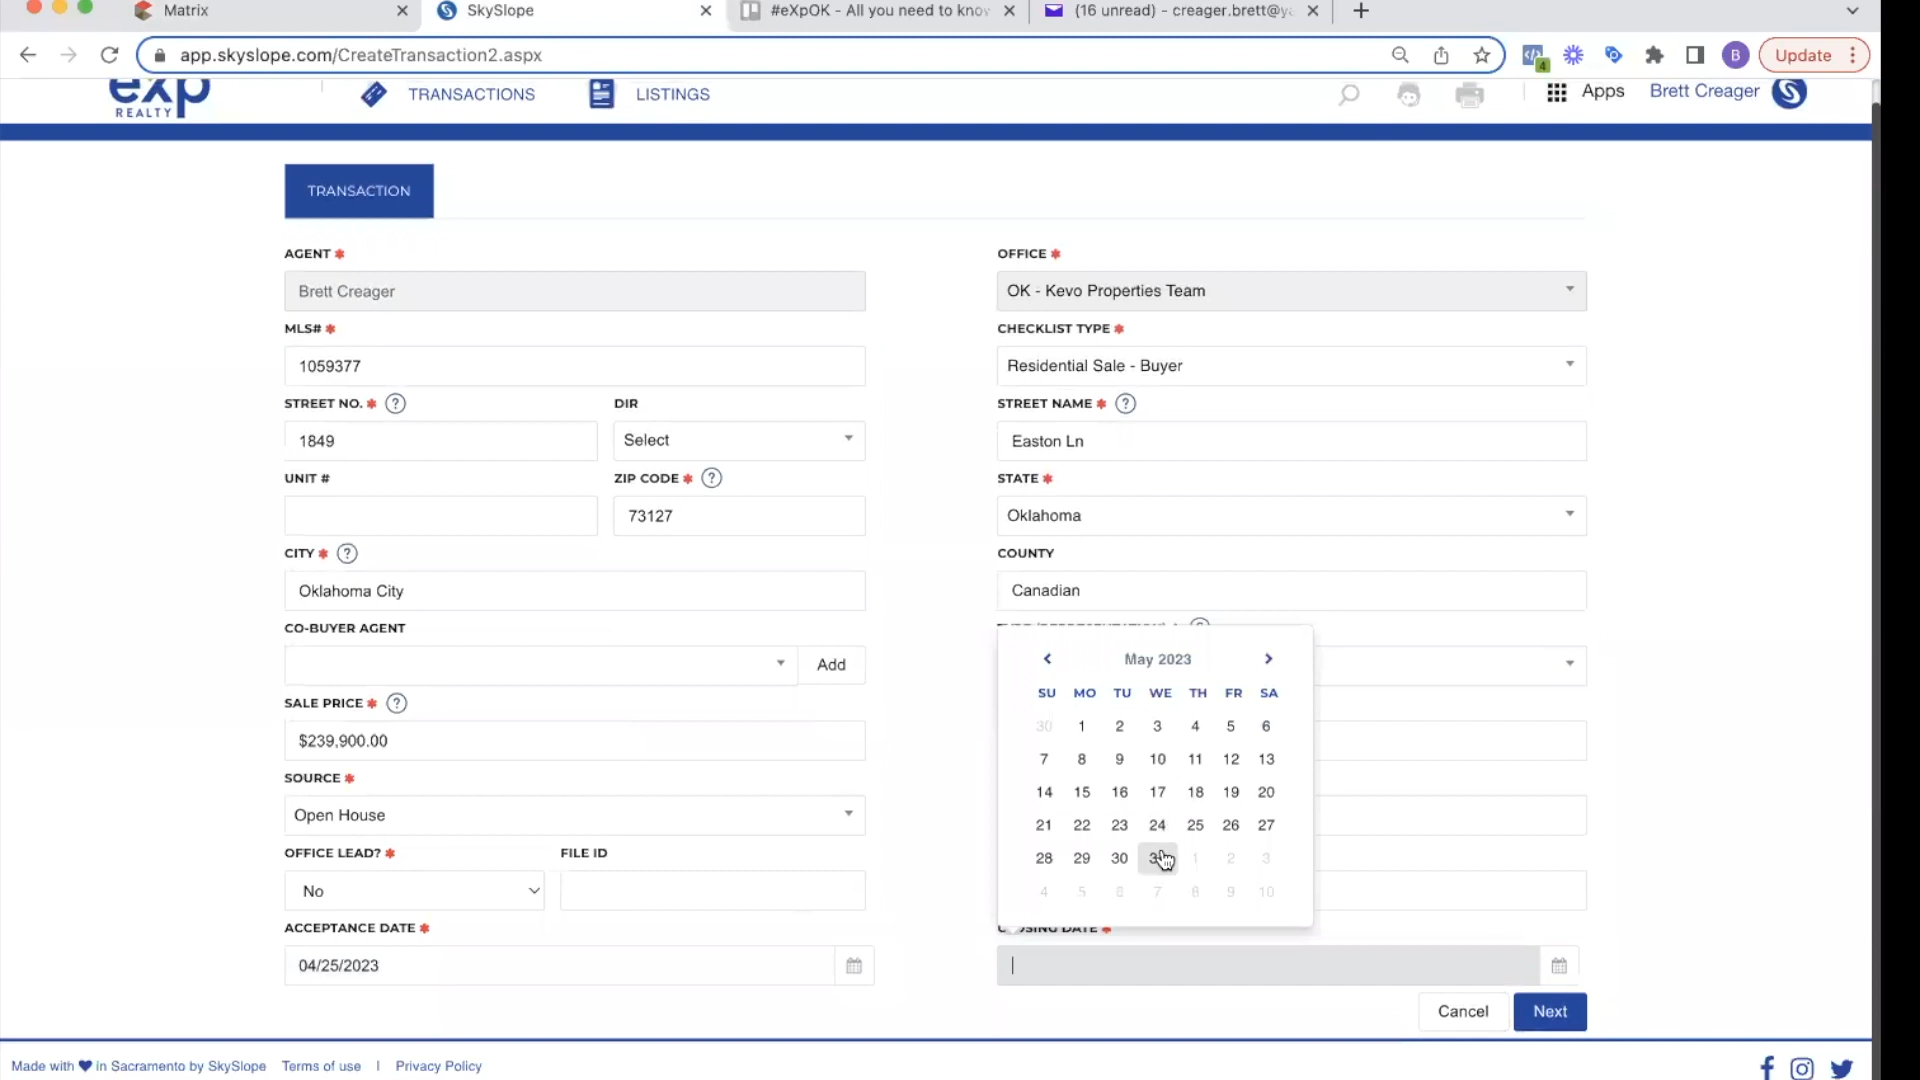 Matrix
SkySlope
#eXpOK - All you need to know
(16 unread) - creager.brett@y
app.skyslope.com/CreateTransaction2.aspx
4
B
Update
exp
REALTY
TRANSACTIONS
LISTINGS
Apps
Brett Creager
TRANSACTION
AGENT *
OFFICE *
Brett Creager
OK - Kevo Properties Team
MLS# *
CHECKLIST TYPE *
1059377
Residential Sale - Buyer
STREET NO. * ?
DIR
STREET NAME * ?
1849
Select
Easton Ln
UNIT #
ZIP CODE * ?
STATE *
73127
Oklahoma
CITY * ?
COUNTY
Oklahoma City
Canadian
CO-BUYER AGENT
Add
May 2023
SU MO TU WE TH FR SA
30 1 2 3 4 5 6
7 8 9 10 11 12 13
14 15 16 17 18 19 20
21 22 23 24 25 26 27
28 29 30 31 1 2 3
4 5 6 7 8 9 10
SALE PRICE * ?
$239,900.00
SOURCE *
Open House
OFFICE LEAD? *
FILE ID
No
ACCEPTANCE DATE *
CLOSING DATE *
04/25/2023
Cancel
Next
Made with ♥ in Sacramento by SkySlope
Terms of use
|
Privacy Policy